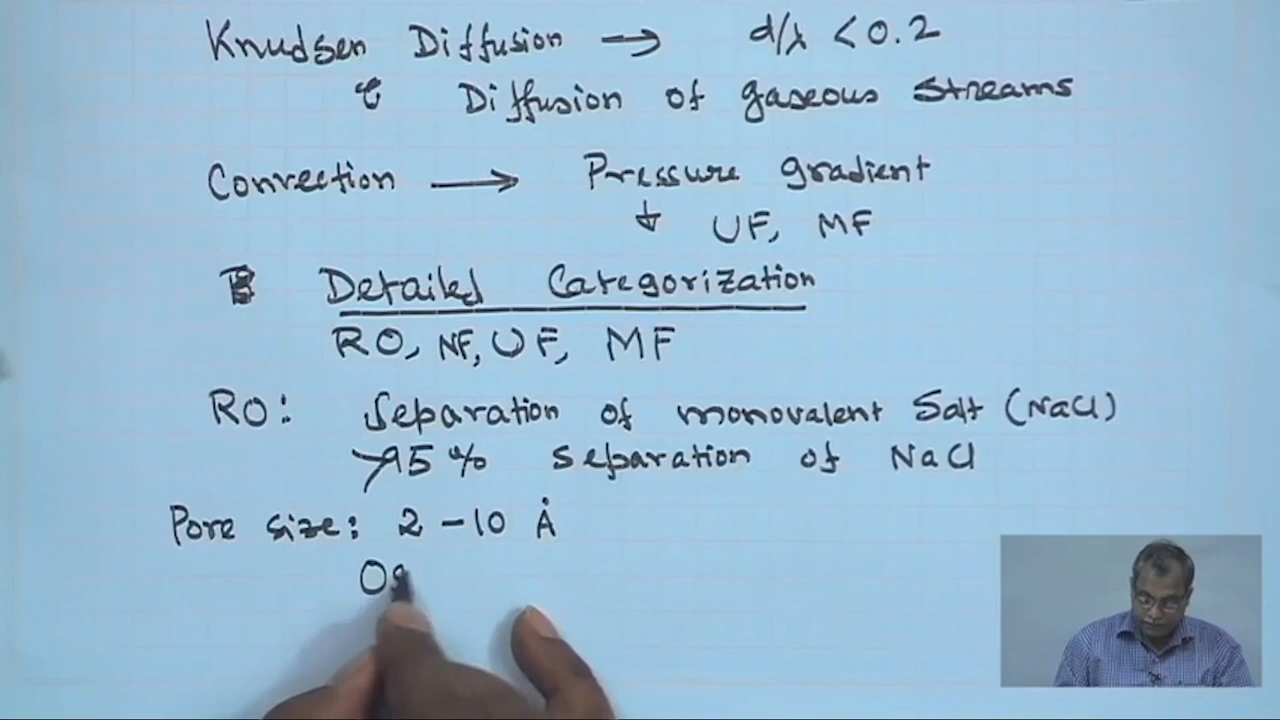 Knudsen Diffusion → d/λ < 0.2
Diffusion of gaseous streams
Convection → Pressure gradient
↓ UF, MF
Detailed Categorization
RO, NF, UF, MF
RO: Separation of monovalent Salt (NaCl)
>95% separation of NaCl
Pore size: 2 - 10 Å
Os